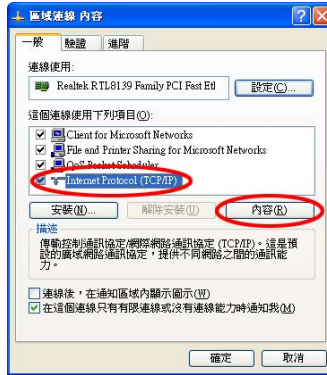 區域連線 內容
一般 驗證 進階
連線使用:
Realtek RTL8139 Family PCI Fast Etl
設定(C)...
這個連線使用下列項目(O):
Client for Microsoft Networks
File and Printer Sharing for Microsoft Networks
QoS Packet Scheduler
Internet Protocol (TCP/IP)
安裝(N)... 解除安裝(U) 內容(R)
描述
傳輸控制通訊協定/網際網路通訊協定 (TCP/IP)。這是預
設的廣域網路通訊協定,提供不同網路之間的通訊能
力。
連線後,在通知區域內顯示圖示(W)
在這個連線只有有限連線或沒有連線能力時通知我(M)
確定 取消